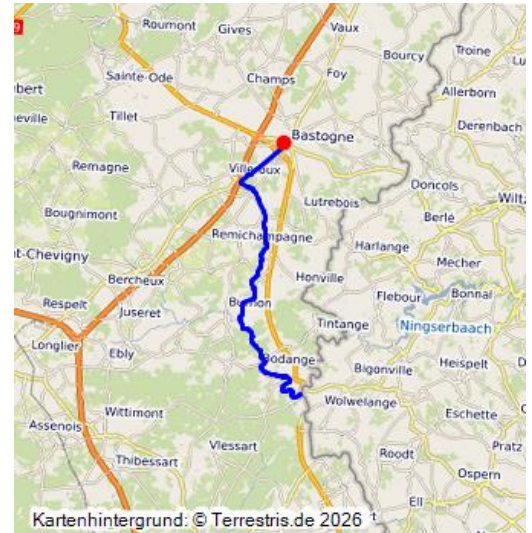 Roumont
Gives
Vaux
9
Bourcy
Troine
Sainte-Ode
Foy
Champs
Allerborn
Bastogne
Tillet
Derenbach
Villeroux
Remagne
Doncols
Wiltz
Lutrebois
Berlé
Bougnimont
Remichampagne
Harlange
Mecher
nt-Chevigny
Bercheux
Honville
Flebour
Bonnal
Respelt
Juseret
Burnon
Tintange
Ningserbaach
Longlier
Ebly
Bodange
Bigonville
Heispelt
Wolwelange
Wittimont
Eschette
Assenois
Vlessart
Pratz
Thibessart
Roodt
Ospern
Ell
Kartenhintergrund: © Terrestris.de 2026